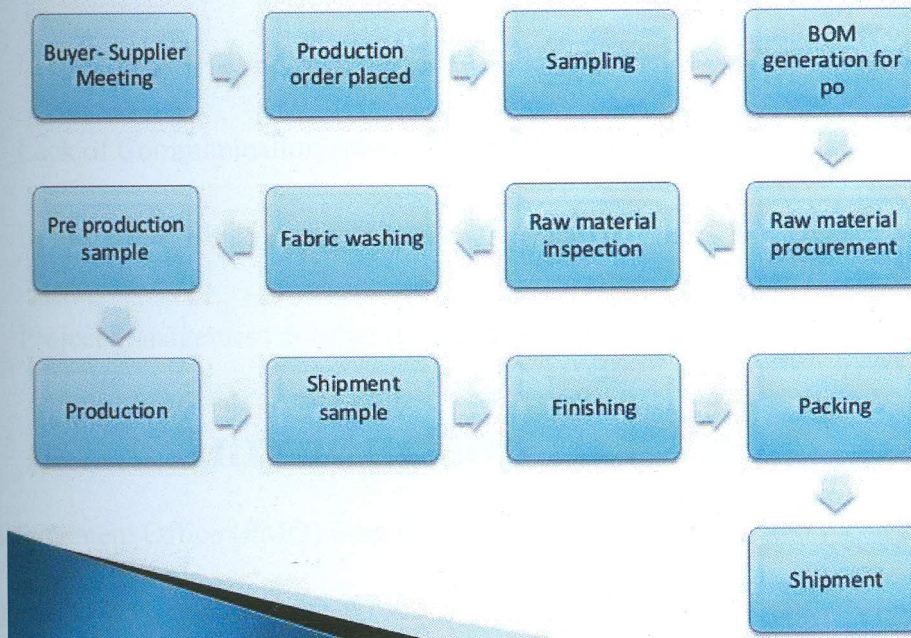 Buyer- Supplier
Meeting
Production
order placed
Sampling
BOM
generation for
po
Raw material
procurement
Raw material
inspection
Fabric washing
Pre production
sample
Production
Shipment
sample
Finishing
Packing
Shipment